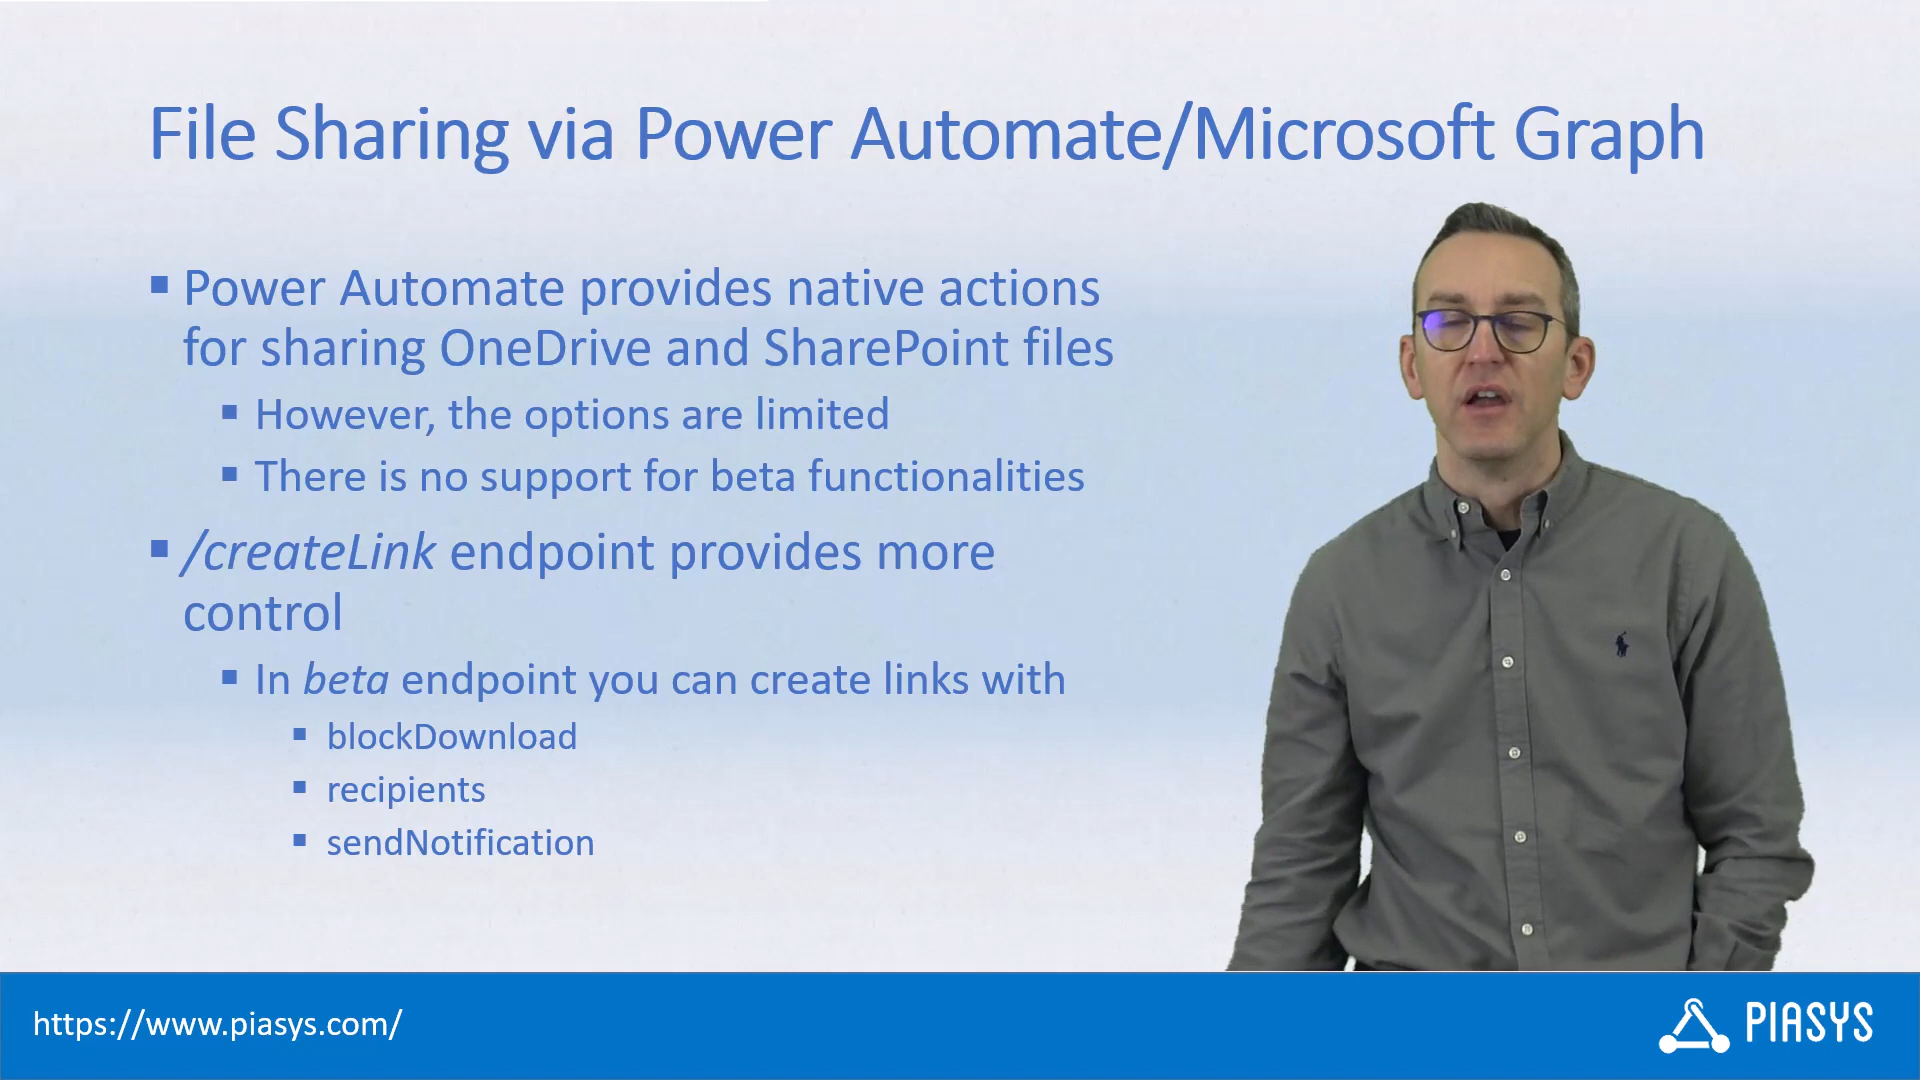 File Sharing via Power Automate/Microsoft Graph
Power Automate provides native actions
for sharing OneDrive and SharePoint files
However, the options are limited
There is no support for beta functionalities
/createLink endpoint provides more
control
In beta endpoint you can create links with
blockDownload
recipients
sendNotification
https://www.piasys.com/
PIASYS